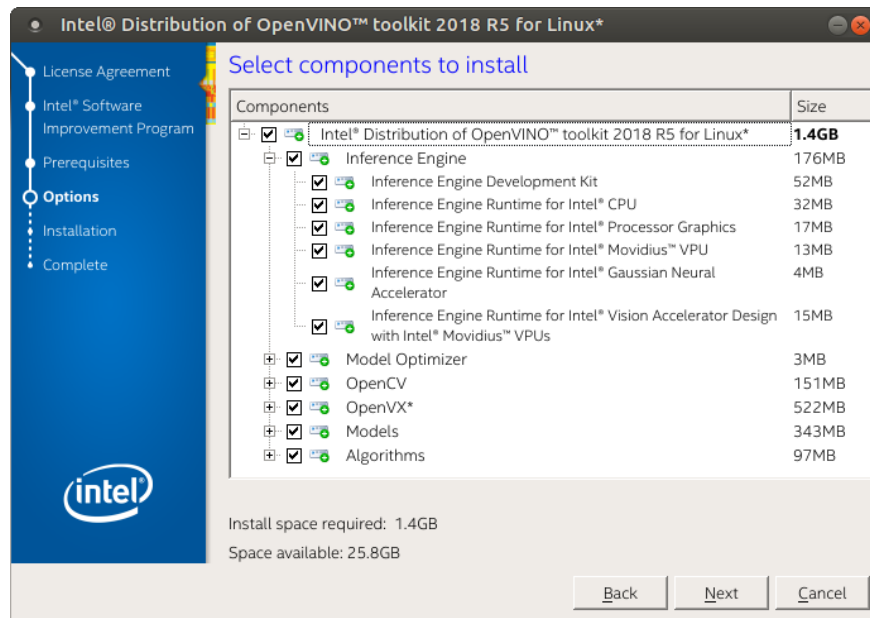 Intel® Distribution of OpenVINO™ toolkit 2018 R5 for Linux*
License Agreement
Intel® Software
Improvement Program
Prerequisites
Options
Installation
Complete
intel®
Select components to install
Components Size
Intel® Distribution of OpenVINO™ toolkit 2018 R5 for Linux* 1.4GB
Inference Engine 176MB
Inference Engine Development Kit 52MB
Inference Engine Runtime for Intel® CPU 32MB
Inference Engine Runtime for Intel® Processor Graphics 17MB
Inference Engine Runtime for Intel® Movidius™ VPU 13MB
Inference Engine Runtime for Intel® Gaussian Neural 4MB
Accelerator
Inference Engine Runtime for Intel® Vision Accelerator Design 15MB
with Intel® Movidius™ VPUs
Model Optimizer 3MB
OpenCV 151MB
OpenVX* 522MB
Models 343MB
Algorithms 97MB
Install space required: 1.4GB
Space available: 25.8GB
Back Next Cancel